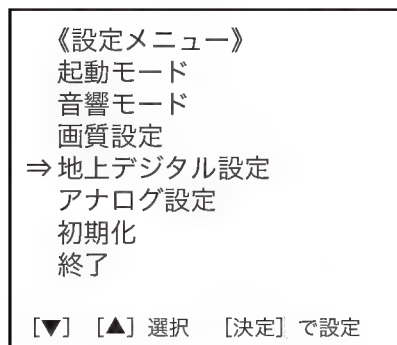 《設定メニュー》
起動モード
音響モード
画質設定
⇒地上デジタル設定
アナログ設定
初期化
終了
[▼] [▲] 選択 [決定] で設定